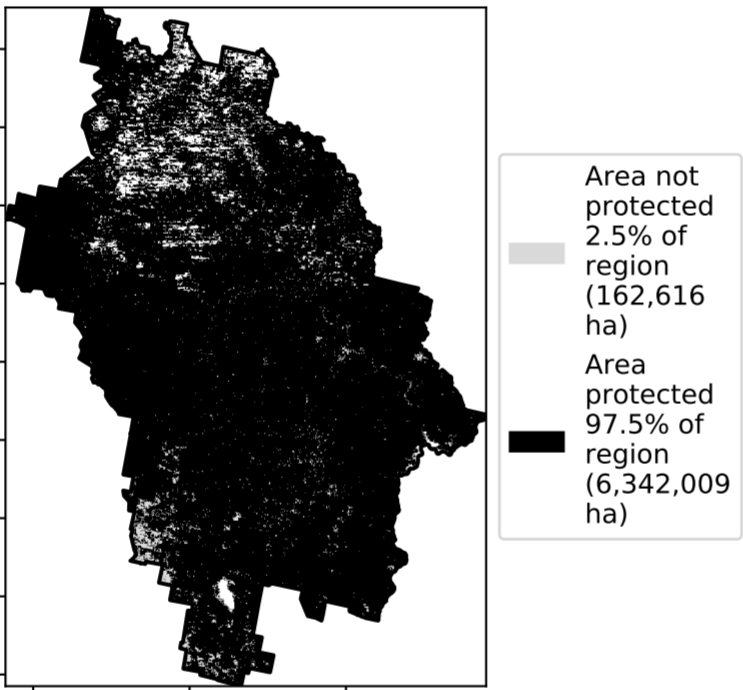 Area not
protected
2.5% of
region
(162,616
ha)
Area
protected
97.5% of
region
(6,342,009
ha)